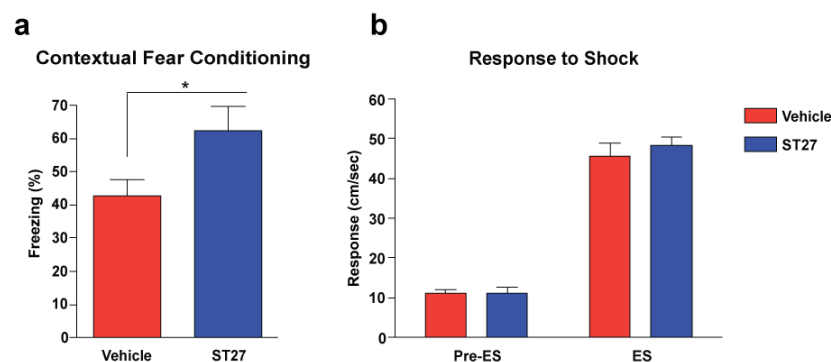 a
Contextual Fear Conditioning
*
70
60
50
40
30
20
10
0
Freezing (%)
Vehicle
ST27
b
Response to Shock
60
50
40
30
20
10
0
Response (cm/sec)
Pre-ES
ES
Vehicle
ST27